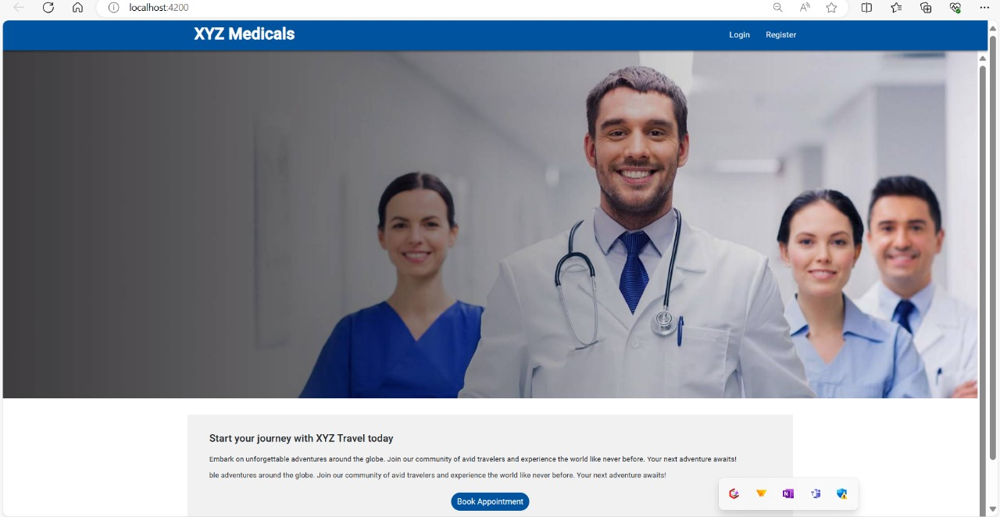 localhost:4200
XYZ Medicals
Login
Register
Start your journey with XYZ Travel today
Embark on unforgettable adventures around the globe. Join our community of avid travelers and experience the world like never before. Your next adventure awaits!
ble adventures around the globe. Join our community of avid travelers and experience the world like never before. Your next adventure awaits!
Book Appointment